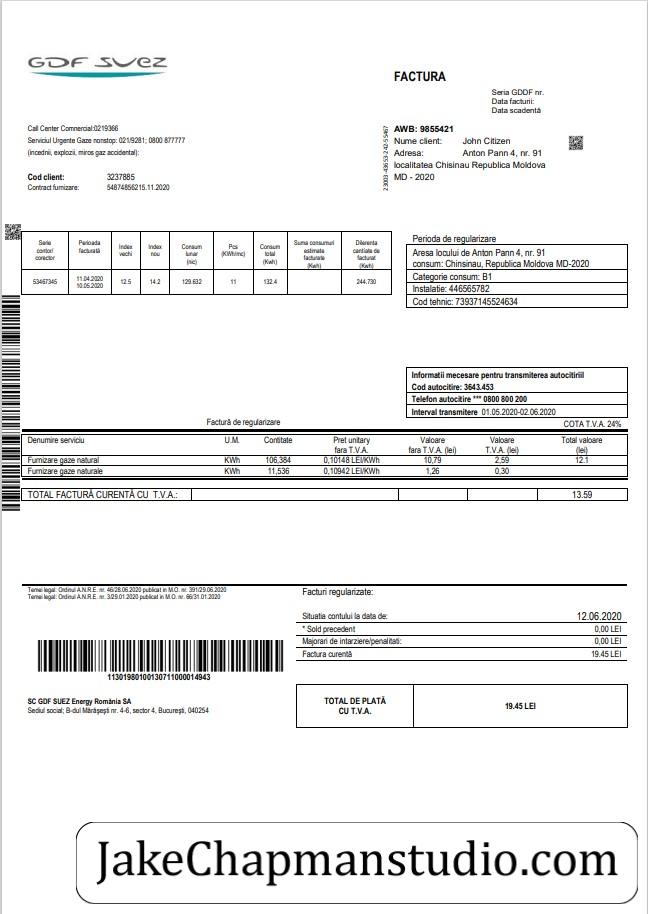 GDF SUEZ
FACTURA
Seria GDDF nr.
Data facturii:
Data scadentă
Call Center Commercial:0219366
Serviciul Urgente Gaze nonstop: 021/9281; 0800 877777
(incednii, explozii, miros gaz accidental):
Cod client: 3237885
Contract furnizare: 54874856215.11.2020
23003-43653-242-55467
AWB: 9855421
Nume client: John Citizen
Adresa: Anton Pann 4, nr. 91
localitatea Chisinau Republica Moldova
MD - 2020
Serie contor/ corector Perioada facturată Index vechi Index nou Consum lunar (nic) Pcs (KWh/mc) Consum total (Kwh) Suma consumuri estimate facturate (Kwh) Dilerenta cantiate de facturat (Kwh)
53467345 11.04.2020 10.05.2020 12.5 14.2 129.632 11 132.4 244.730
Perioda de regularizare
Aresa locului de Anton Pann 4, nr. 91
consum: Chinsinau, Republica Moldova MD-2020
Categorie consum: B1
Instalatie: 446565782
Cod tehnic: 73937145524634
Informatii mecesare pentru transmiterea autocitiriil
Cod autocitire: 3643.453
Telefon autocitire *** 0800 800 200
Interval transmitere 01.05.2020-02.06.2020
Factură de regularizare
COTA T.V.A. 24%
Denumire serviciu U.M. Contitate Pret unitary fara T.V.A. Valoare fara T.V.A. (lei) Valoare T.V.A. (lei) Total valoare (lei)
Furnizare gaze natural KWh 106,384 0,10148 LEI/KWh 10,79 2,59 12.1
Furnizare gaze naturale KWh 11,536 0,10942 LEI/KWh 1,26 0,30
TOTAL FACTURĂ CURENTĂ CU T.V.A.: 13.59
Temei legal: Ordinul A.N.R.E. nr. 46/28.06.2020 publicat in M.O. nr. 391/29.06.2020
Temei legal: Ordinul A.N.R.E. nr. 3/29.01.2020 publicat in M.O. nr. 66/31.01.2020
Facturi regularizate:
Situatia contului la data de: 12.06.2020
* Sold precedent 0,00 LEI
Majorari de intarziere/penalitati: 0,00 LEI
Factura curentă 19.45 LEI
11301980100130711000014943
SC GDF SUEZ Energy România SA
Sediul social; B-dul Mărăşeşti nr. 4-6, sector 4, Bucureşti, 040254
TOTAL DE PLATĂ
CU T.V.A.
19.45 LEI
JakeChapmanstudio.com